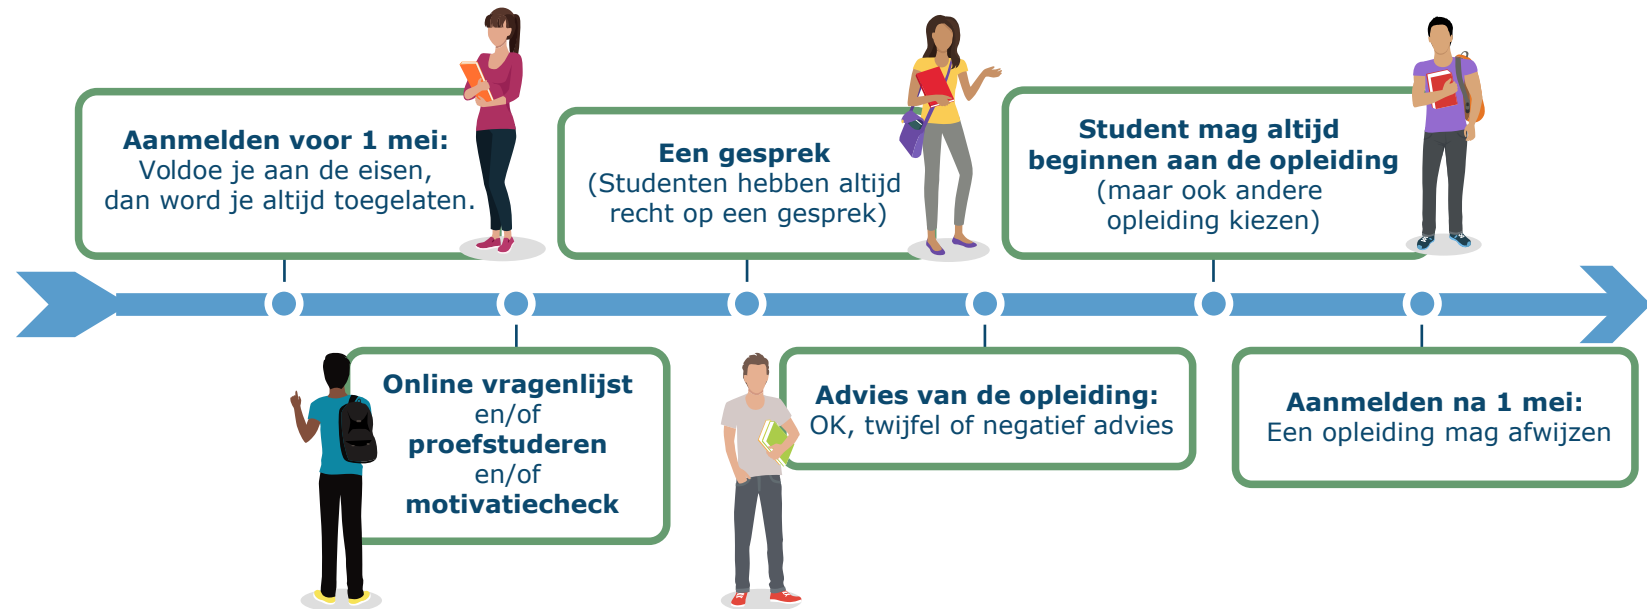 Aanmelden voor 1 mei:
Voldoe je aan de eisen,
dan word je altijd toegelaten.
Online vragenlijst
en/of
proefstuderen
en/of
motivatiecheck
Een gesprek
(Studenten hebben altijd
recht op een gesprek)
Advies van de opleiding:
OK, twijfel of negatief advies
Student mag altijd
beginnen aan de opleiding
(maar ook andere
opleiding kiezen)
Aanmelden na 1 mei:
Een opleiding mag afwijzen